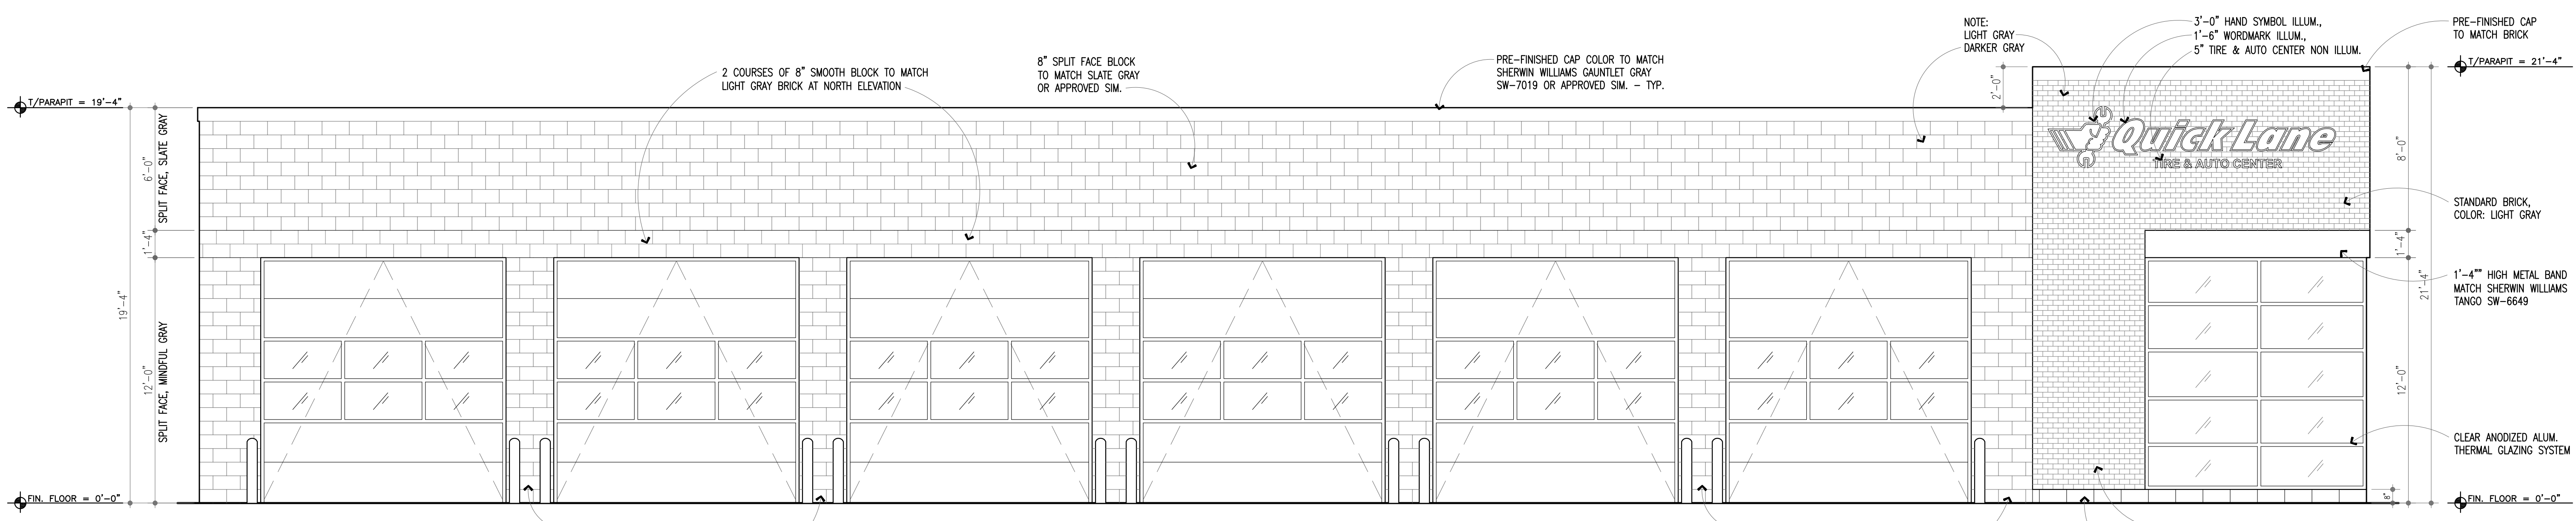 NOTE:
LIGHT GRAY
DARKER GRAY
3'-0" HAND SYMBOL ILLUM.,
1'-6" WORDMARK ILLUM.,
5" TIRE & AUTO CENTER NON ILLUM.
PRE-FINISHED CAP
TO MATCH BRICK
2 COURSES OF 8" SMOOTH BLOCK TO MATCH
LIGHT GRAY BRICK AT NORTH ELEVATION
8" SPLIT FACE BLOCK
TO MATCH SLATE GRAY
OR APPROVED SIM.
PRE-FINISHED CAP COLOR TO MATCH
SHERWIN WILLIAMS GAUNTLET GRAY
SW-7019 OR APPROVED SIM. - TYP.
T/PARAPIT = 21'-4"
T/PARAPIT = 19'-4"
2'-0"
6'-0"
SPLIT FACE, SLATE GRAY
QuickLane
TIRE & AUTO CENTER
8'-0"
STANDARD BRICK,
COLOR: LIGHT GRAY
1'-4"
1'-4"
1'-4"" HIGH METAL BAND
MATCH SHERWIN WILLIAMS
TANGO SW-6649
19'-4"
21'-4"
12'-0"
SPLIT FACE, MINDFUL GRAY
12'-0"
CLEAR ANODIZED ALUM.
THERMAL GLAZING SYSTEM
8"
FIN. FLOOR = 0'-0"
FIN. FLOOR = 0'-0"